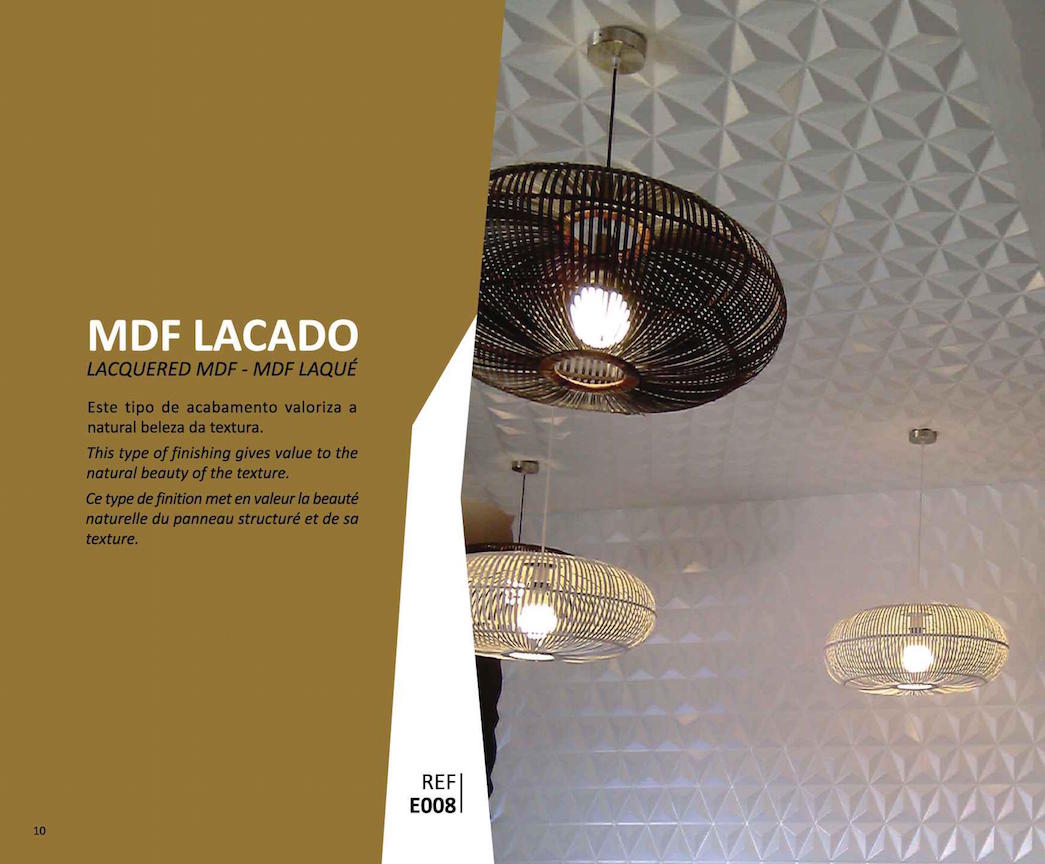 MDF LACADO
LACQUERED MDF - MDF LAQUÉ
Este tipo de acabamento valoriza a
natural beleza da textura.
This type of finishing gives value to the
natural beauty of the texture.
Ce type de finition met en valeur la beauté
naturelle du panneau structuré et de sa
texture.
REF
E008
10